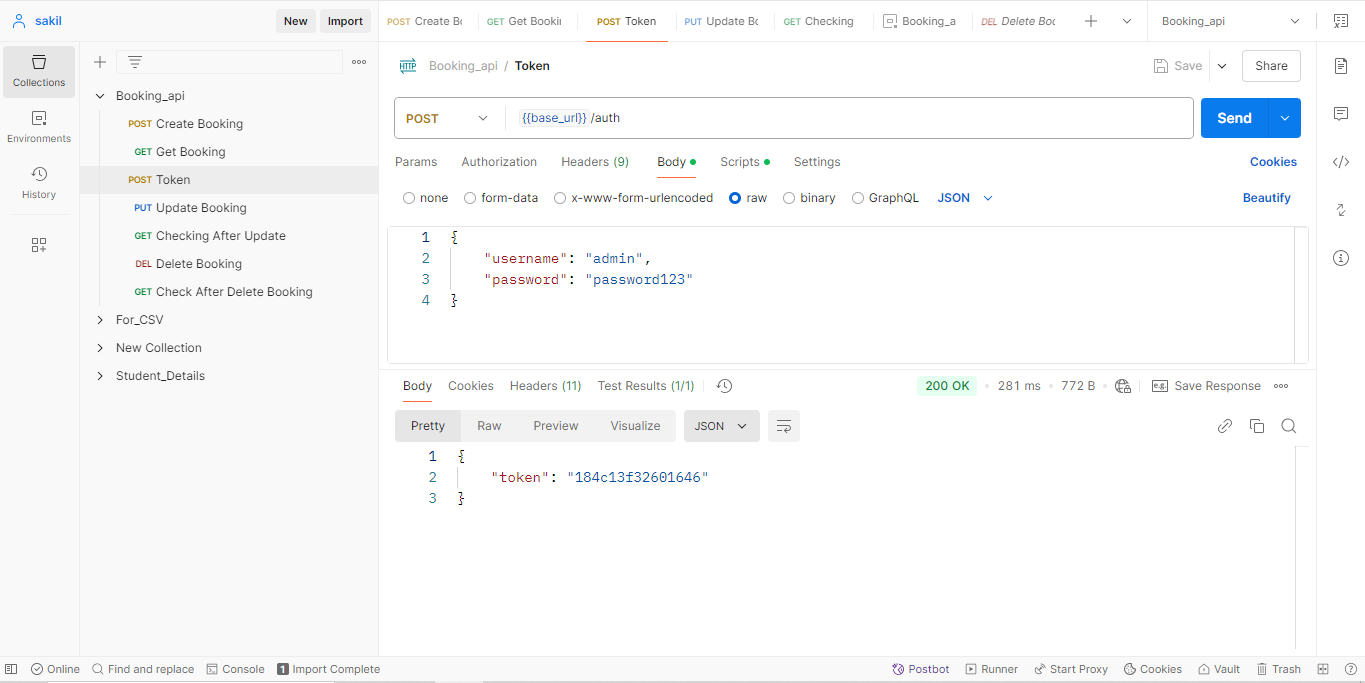 sakil
New Import
POST Create Bo GET Get Bookin POST Token PUT Update Bo GET Checking Booking_a DEL Delete Boo Booking_api
Collections
Environments
History
Booking_api
POST Create Booking
GET Get Booking
POST Token
PUT Update Booking
GET Checking After Update
DEL Delete Booking
GET Check After Delete Booking
For_CSV
New Collection
Student_Details
HTTP Booking_api / Token Save Share
POST {{base_url}} /auth Send
Params Authorization Headers (9) Body Scripts Settings Cookies
none form-data x-www-form-urlencoded raw binary GraphQL JSON Beautify
1 {
2 "username": "admin",
3 "password": "password123"
4 }
Body Cookies Headers (11) Test Results (1/1) 200 OK 281 ms 772 B e.g. Save Response
Pretty Raw Preview Visualize JSON
1 {
2 "token": "184c13f32601646"
3 }
Online Find and replace Console 1 Import Complete Postbot Runner Start Proxy Cookies Vault Trash